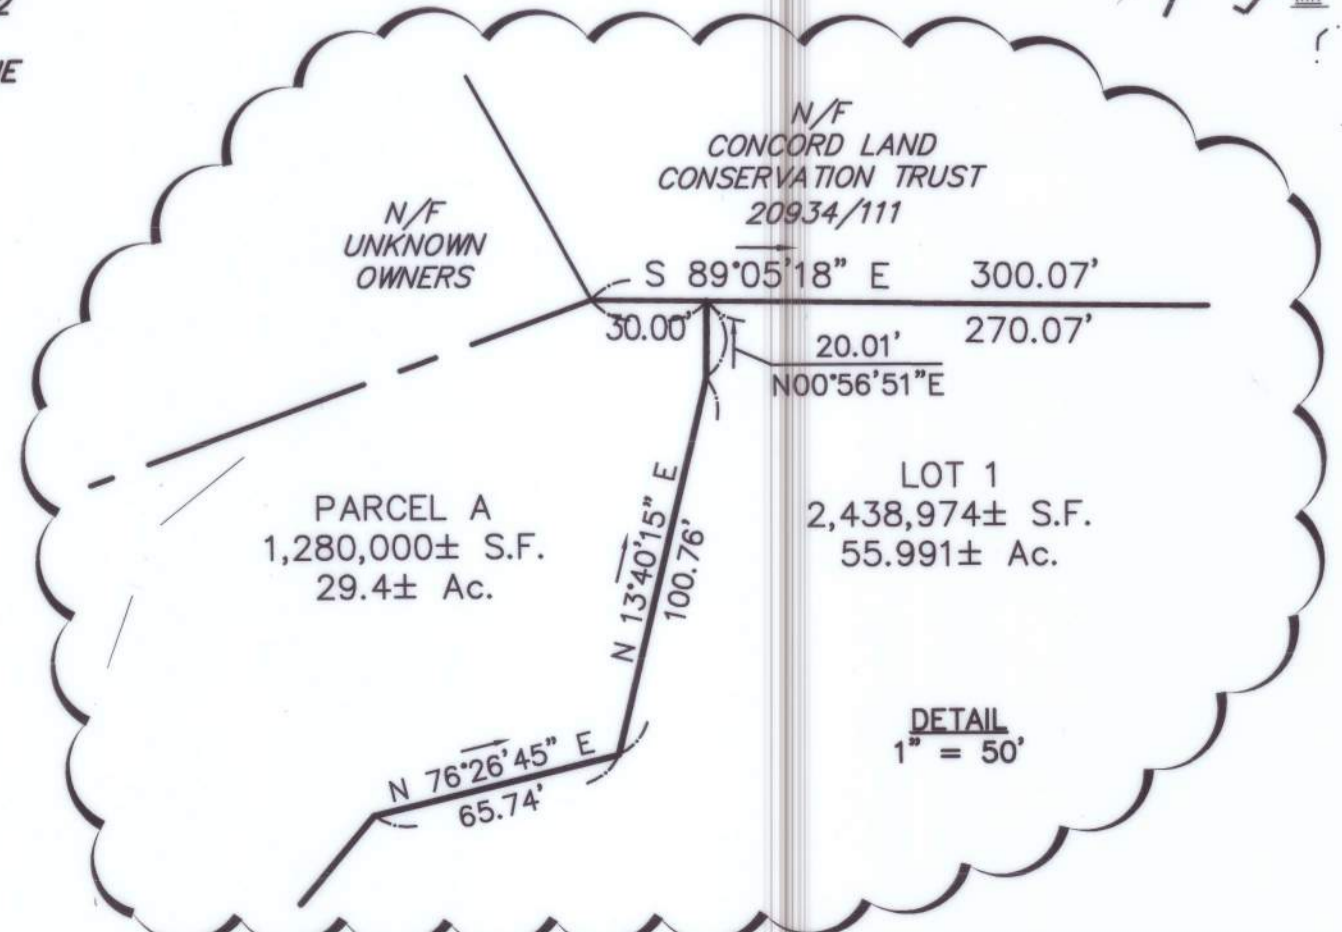 N/F
CONCORD LAND
CONSERVATION TRUST
20934/111
N/F
UNKNOWN
OWNERS
S 89°05'18" E 300.07'
30.00'
270.07'
20.01'
N00°56'51"E
N 13°40'15" E
100.76'
PARCEL A
1,280,000± S.F.
29.4± Ac.
LOT 1
2,438,974± S.F.
55.991± Ac.
N 76°26'45" E
65.74'
DETAIL
1" = 50'